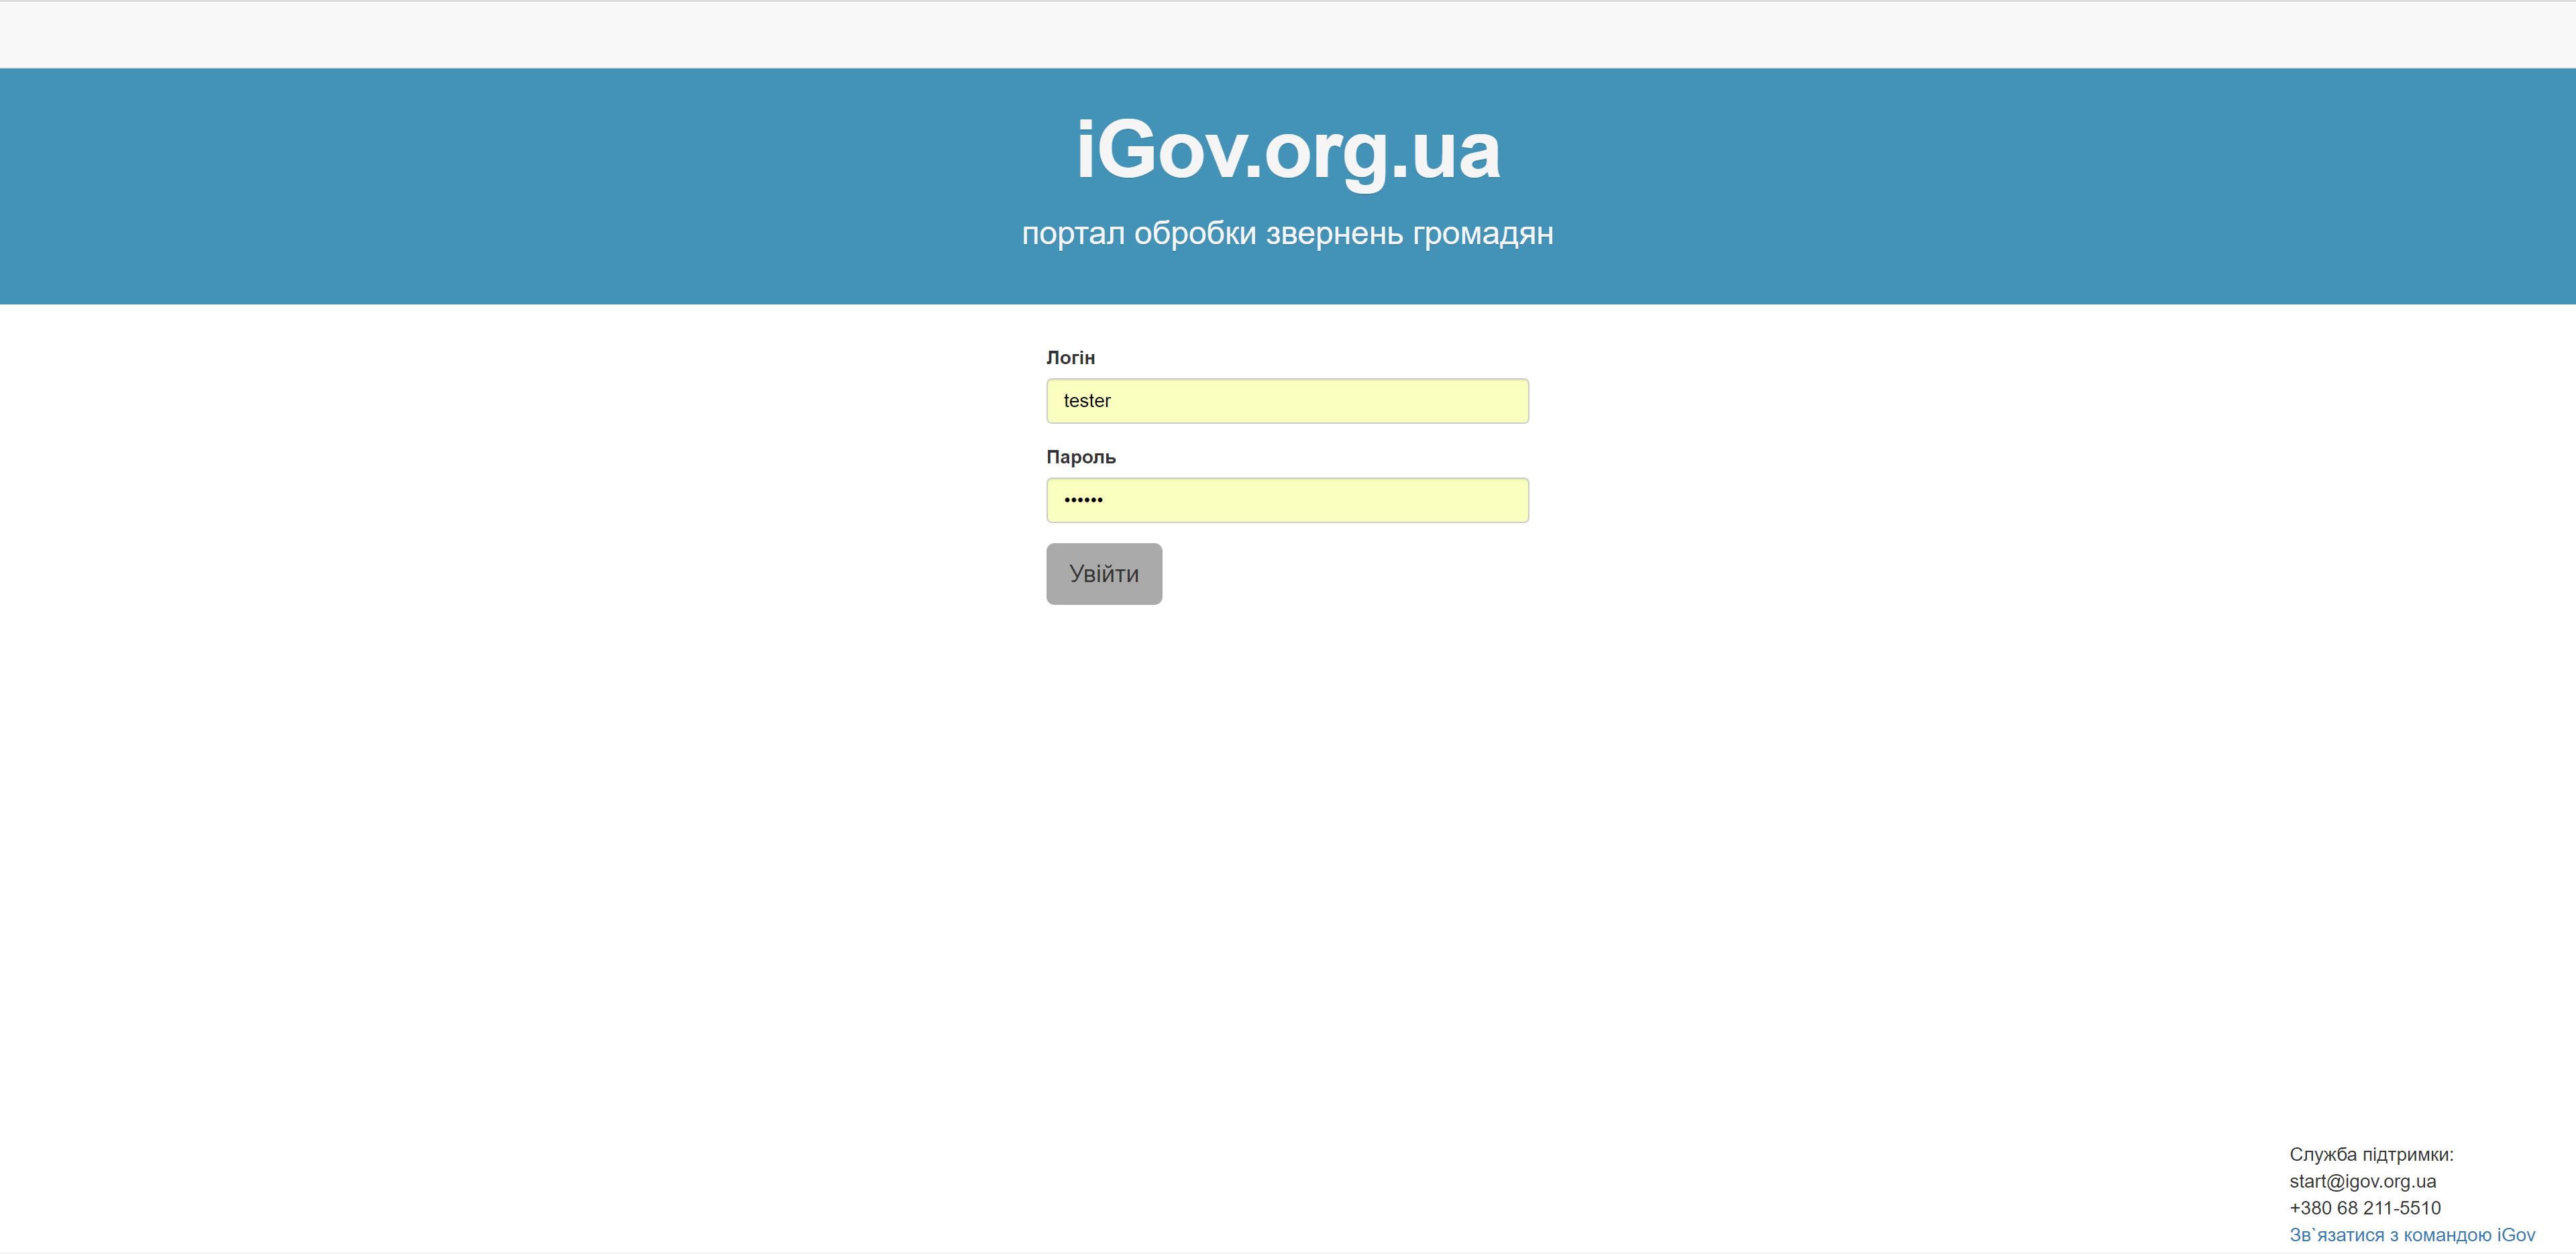 iGov.org.ua
портал обробки звернень громадян
Логін
tester
Пароль
••••••
Увійти
Служба підтримки:
start@igov.org.ua
+380 68 211-5510
Зв`язатися з командою iGov